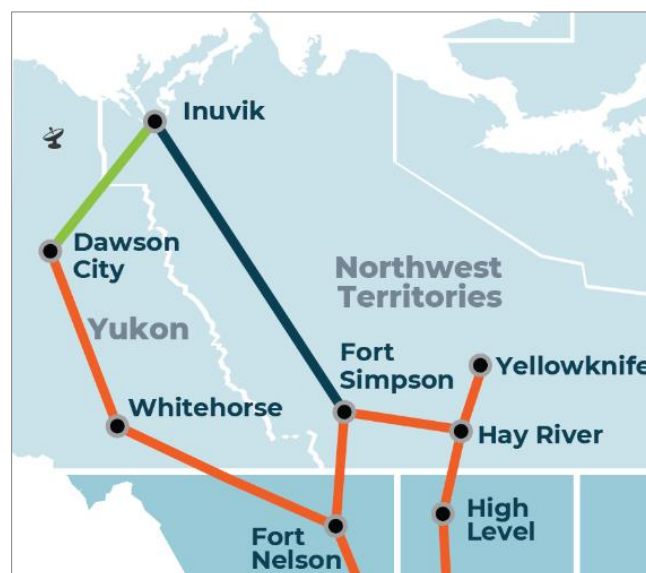 Inuvik
Dawson
City
Northwest
Territories
Yukon
Fort
Simpson
Yellowknife
Whitehorse
Hay River
High
Level
Fort
Nelson